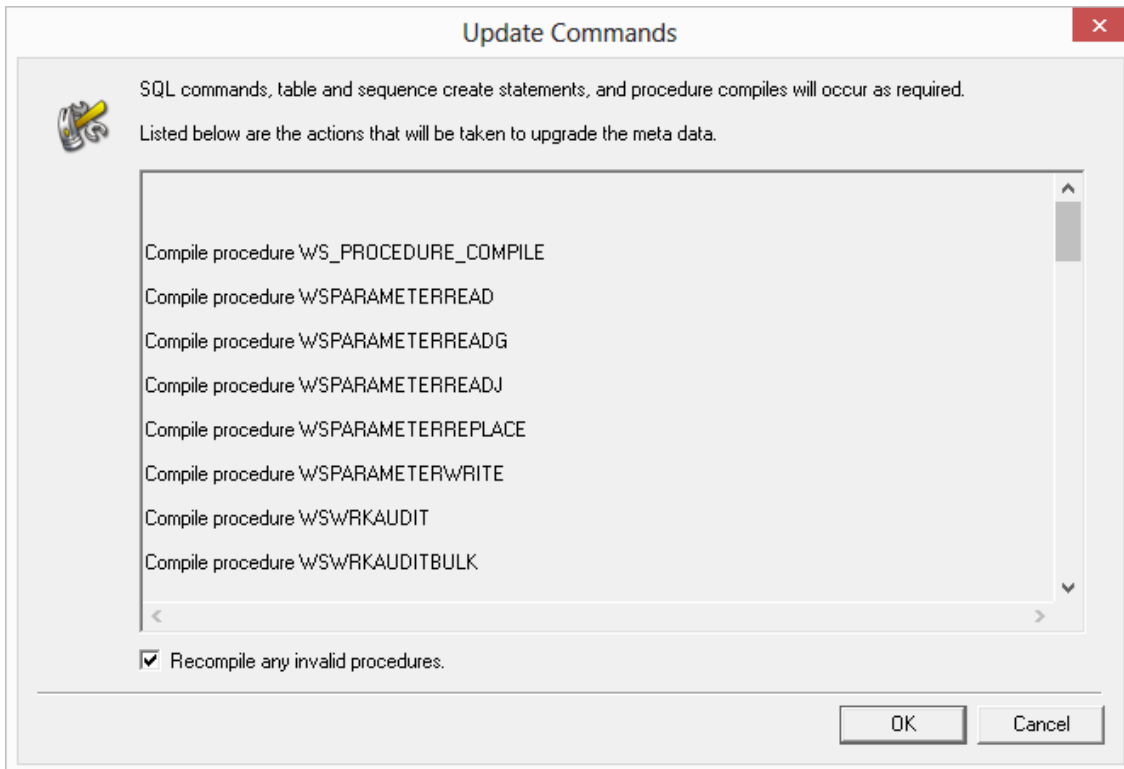 Update Commands
SQL commands, table and sequence create statements, and procedure compiles will occur as required.
Listed below are the actions that will be taken to upgrade the meta data.
Compile procedure WS_PROCEDURE_COMPILE
Compile procedure WSPARAMETERREAD
Compile procedure WSPARAMETERREADG
Compile procedure WSPARAMETERREADJ
Compile procedure WSPARAMETERREPLACE
Compile procedure WSPARAMETERWRITE
Compile procedure WSWRKAUDIT
Compile procedure WSWRKAUDITBULK
Recompile any invalid procedures.
OK Cancel